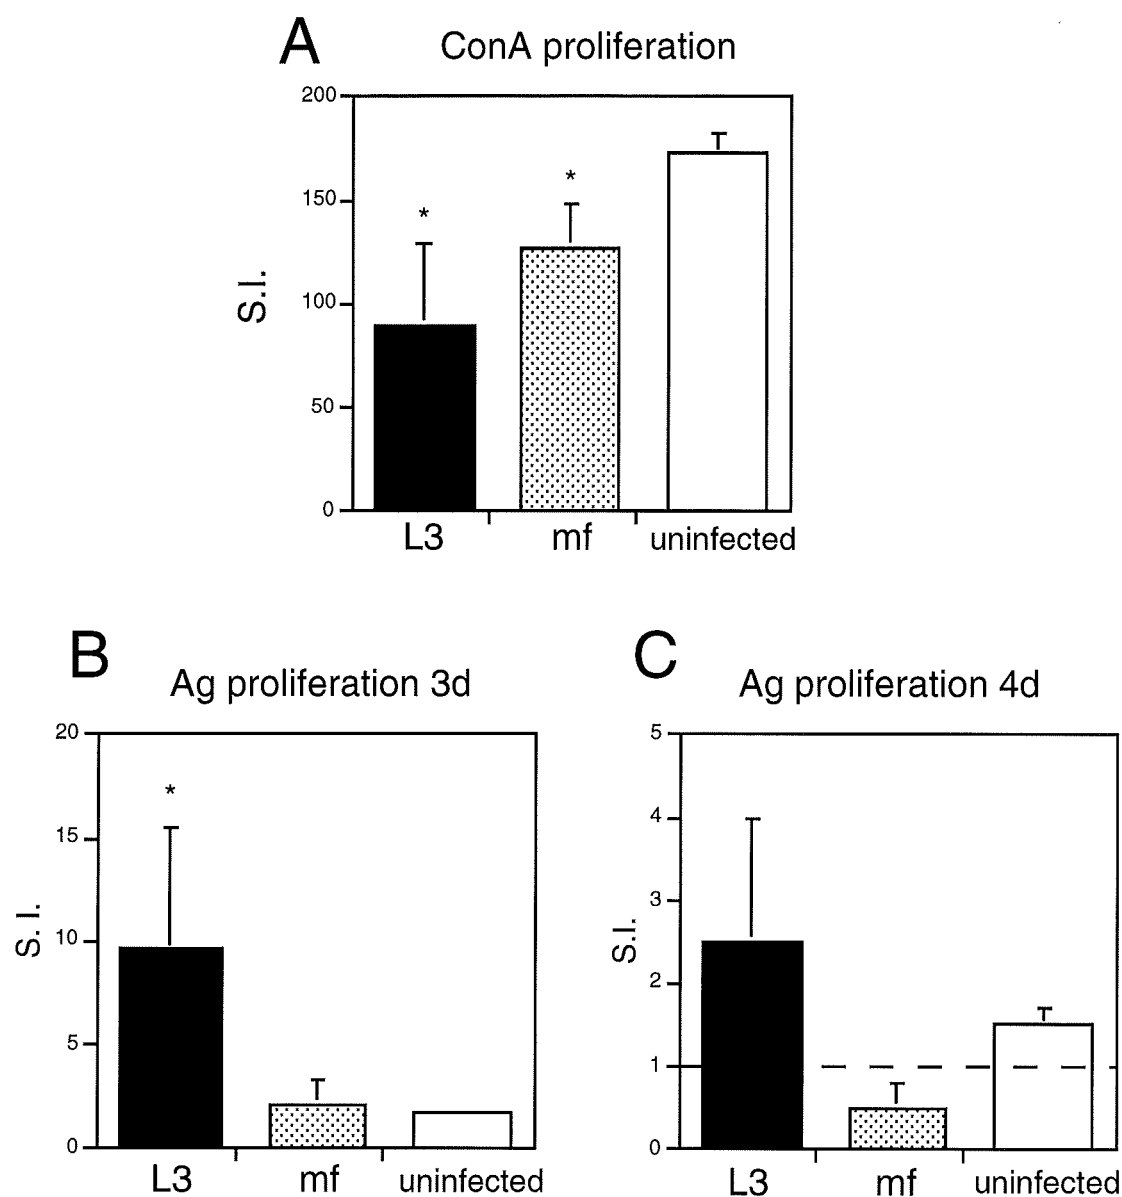 A
ConA proliferation
200
150
100
50
0
S.I.
*
*
L3
mf
uninfected
B
Ag proliferation 3d
20
15
10
5
0
S. I.
*
L3
mf
uninfected
C
Ag proliferation 4d
5
4
3
2
1
0
S.I.
L3
mf
uninfected